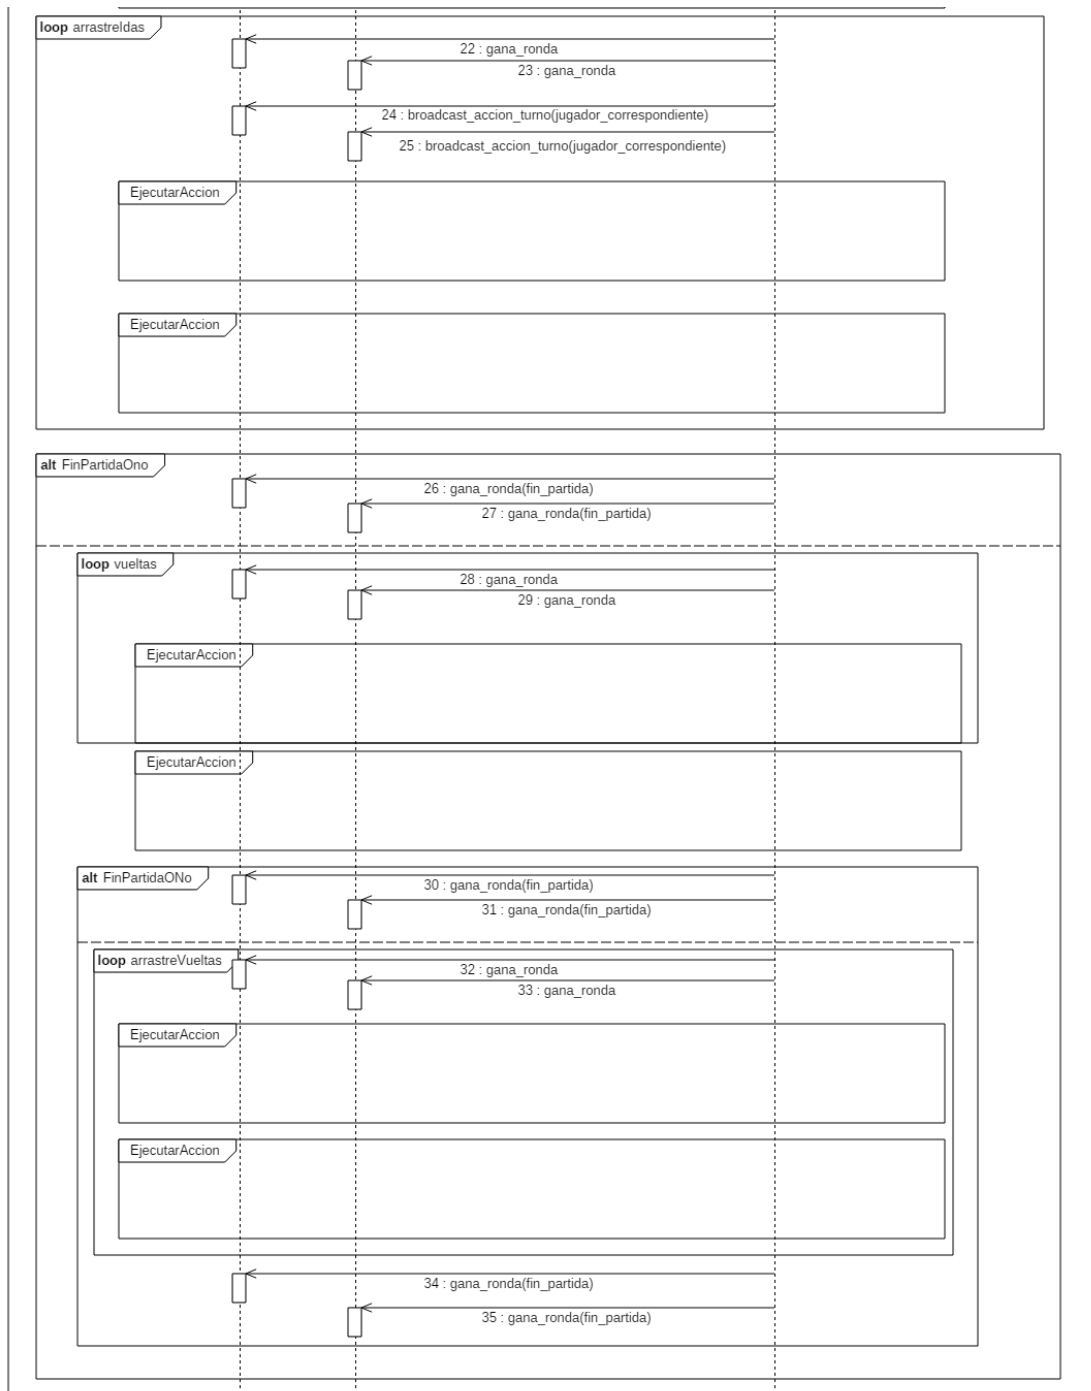 loop arrastreIdas
22 : gana_ronda
23 : gana_ronda
24 : broadcast_accion_turno(jugador_correspondiente)
25 : broadcast_accion_turno(jugador_correspondiente)
EjecutarAccion
EjecutarAccion
alt FinPartidaOno
26 : gana_ronda(fin_partida)
27 : gana_ronda(fin_partida)
loop vueltas
28 : gana_ronda
29 : gana_ronda
EjecutarAccion
EjecutarAccion
alt FinPartidaONo
30 : gana_ronda(fin_partida)
31 : gana_ronda(fin_partida)
loop arrastreVueltas
32 : gana_ronda
33 : gana_ronda
EjecutarAccion
EjecutarAccion
34 : gana_ronda(fin_partida)
35 : gana_ronda(fin_partida)